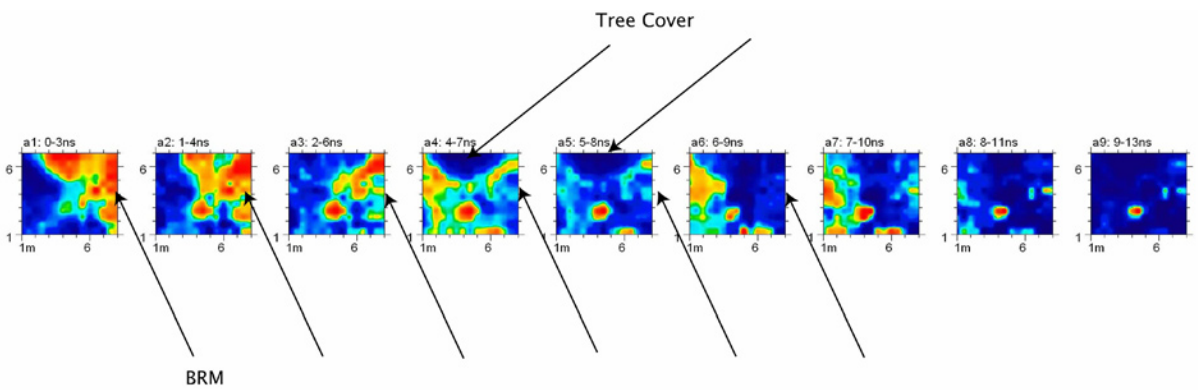 Tree Cover
a1: 0-3ns a2: 1-4ns a3: 2-6ns a4: 4-7ns a5: 5-8ns a6: 6-9ns a7: 7-10ns a8: 8-11ns a9: 9-13ns
6 6 6 6 6 6 6 6 6
1 1 1 1 1 1 1 1 1
1m 6 1m 6 1m 6 1m 6 1m 6 1m 6 1m 6 1m 6 1m 6
BRM